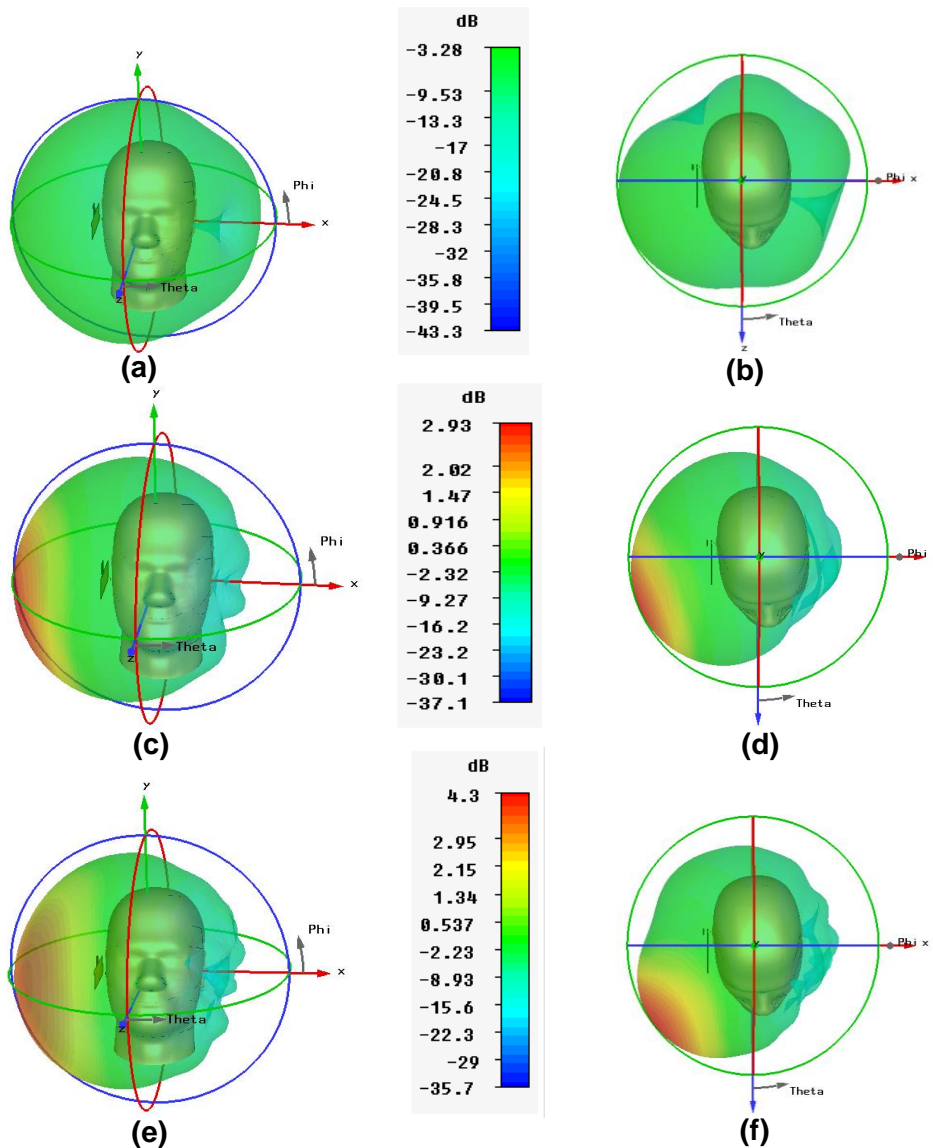 y
Phi
x
z
Theta
(a)
dB
-3.28
-9.53
-13.3
-17
-20.8
-24.5
-28.3
-32
-35.8
-39.5
-43.3
y
Phi x
Theta
z
(b)
y
Phi
x
z
Theta
(c)
dB
2.93
2.02
1.47
0.916
0.366
-2.32
-9.27
-16.2
-23.2
-30.1
-37.1
y
Phi
Theta
(d)
y
Phi
x
z
Theta
(e)
dB
4.3
2.95
2.15
1.34
0.537
-2.23
-8.93
-15.6
-22.3
-29
-35.7
y
Phi x
Theta
(f)